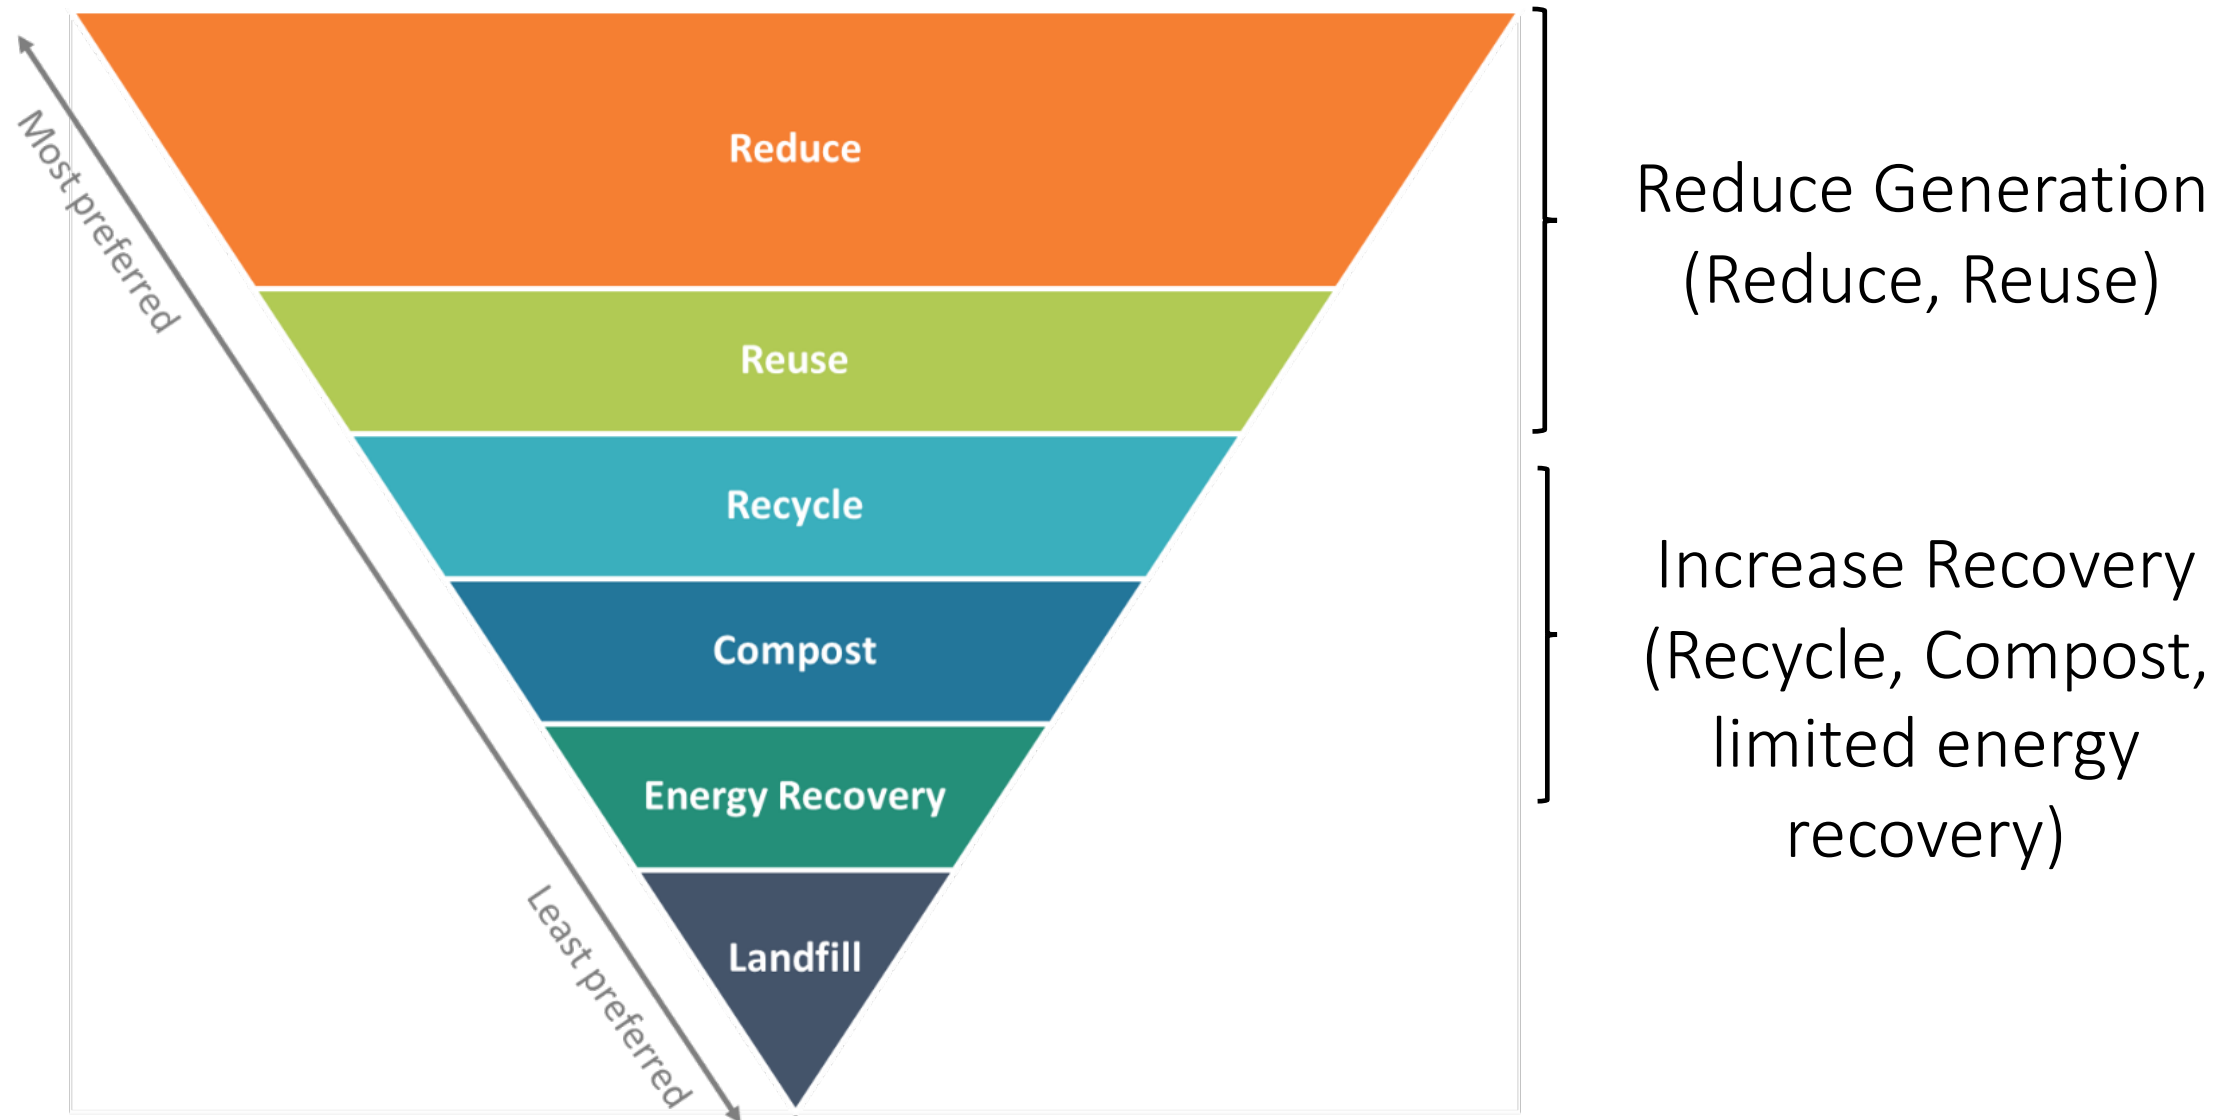 Most preferred
Reduce
Reuse
Recycle
Compost
Energy Recovery
Landfill
Least preferred
Reduce Generation
(Reduce, Reuse)
Increase Recovery
(Recycle, Compost,
limited energy
recovery)